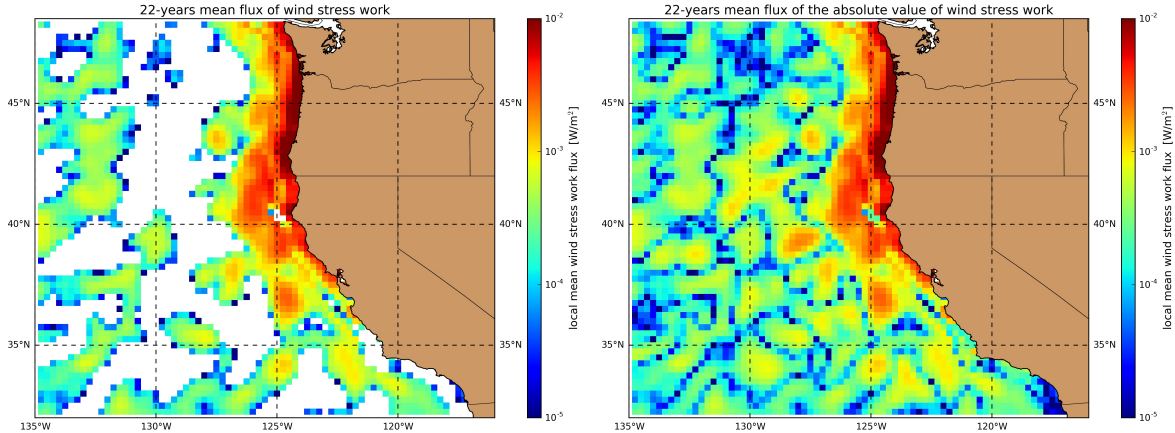 22-years mean flux of wind stress work
45°N
40°N
35°N
135°W
130°W
125°W
120°W
45°N
40°N
35°N
10⁻²
10⁻³
10⁻⁴
10⁻⁵
local mean wind stress work flux [W/m²]
22-years mean flux of the absolute value of wind stress work
45°N
40°N
35°N
135°W
130°W
125°W
120°W
45°N
40°N
35°N
10⁻²
10⁻³
10⁻⁴
10⁻⁵
local mean wind stress work flux [W/m²]